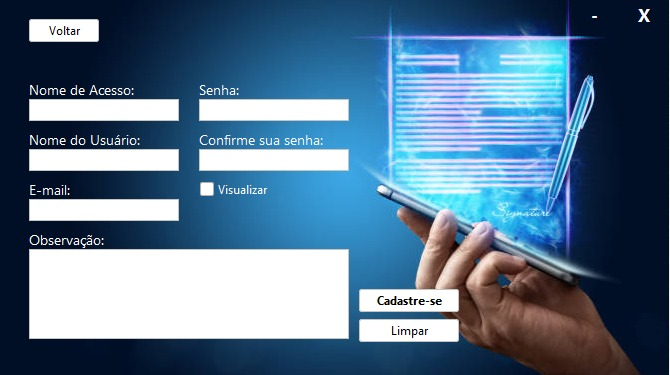 - X
Voltar
Nome de Acesso: Senha:
Nome do Usuário: Confirme sua senha:
E-mail: Visualizar
Observação:
Signature
Cadastre-se
Limpar